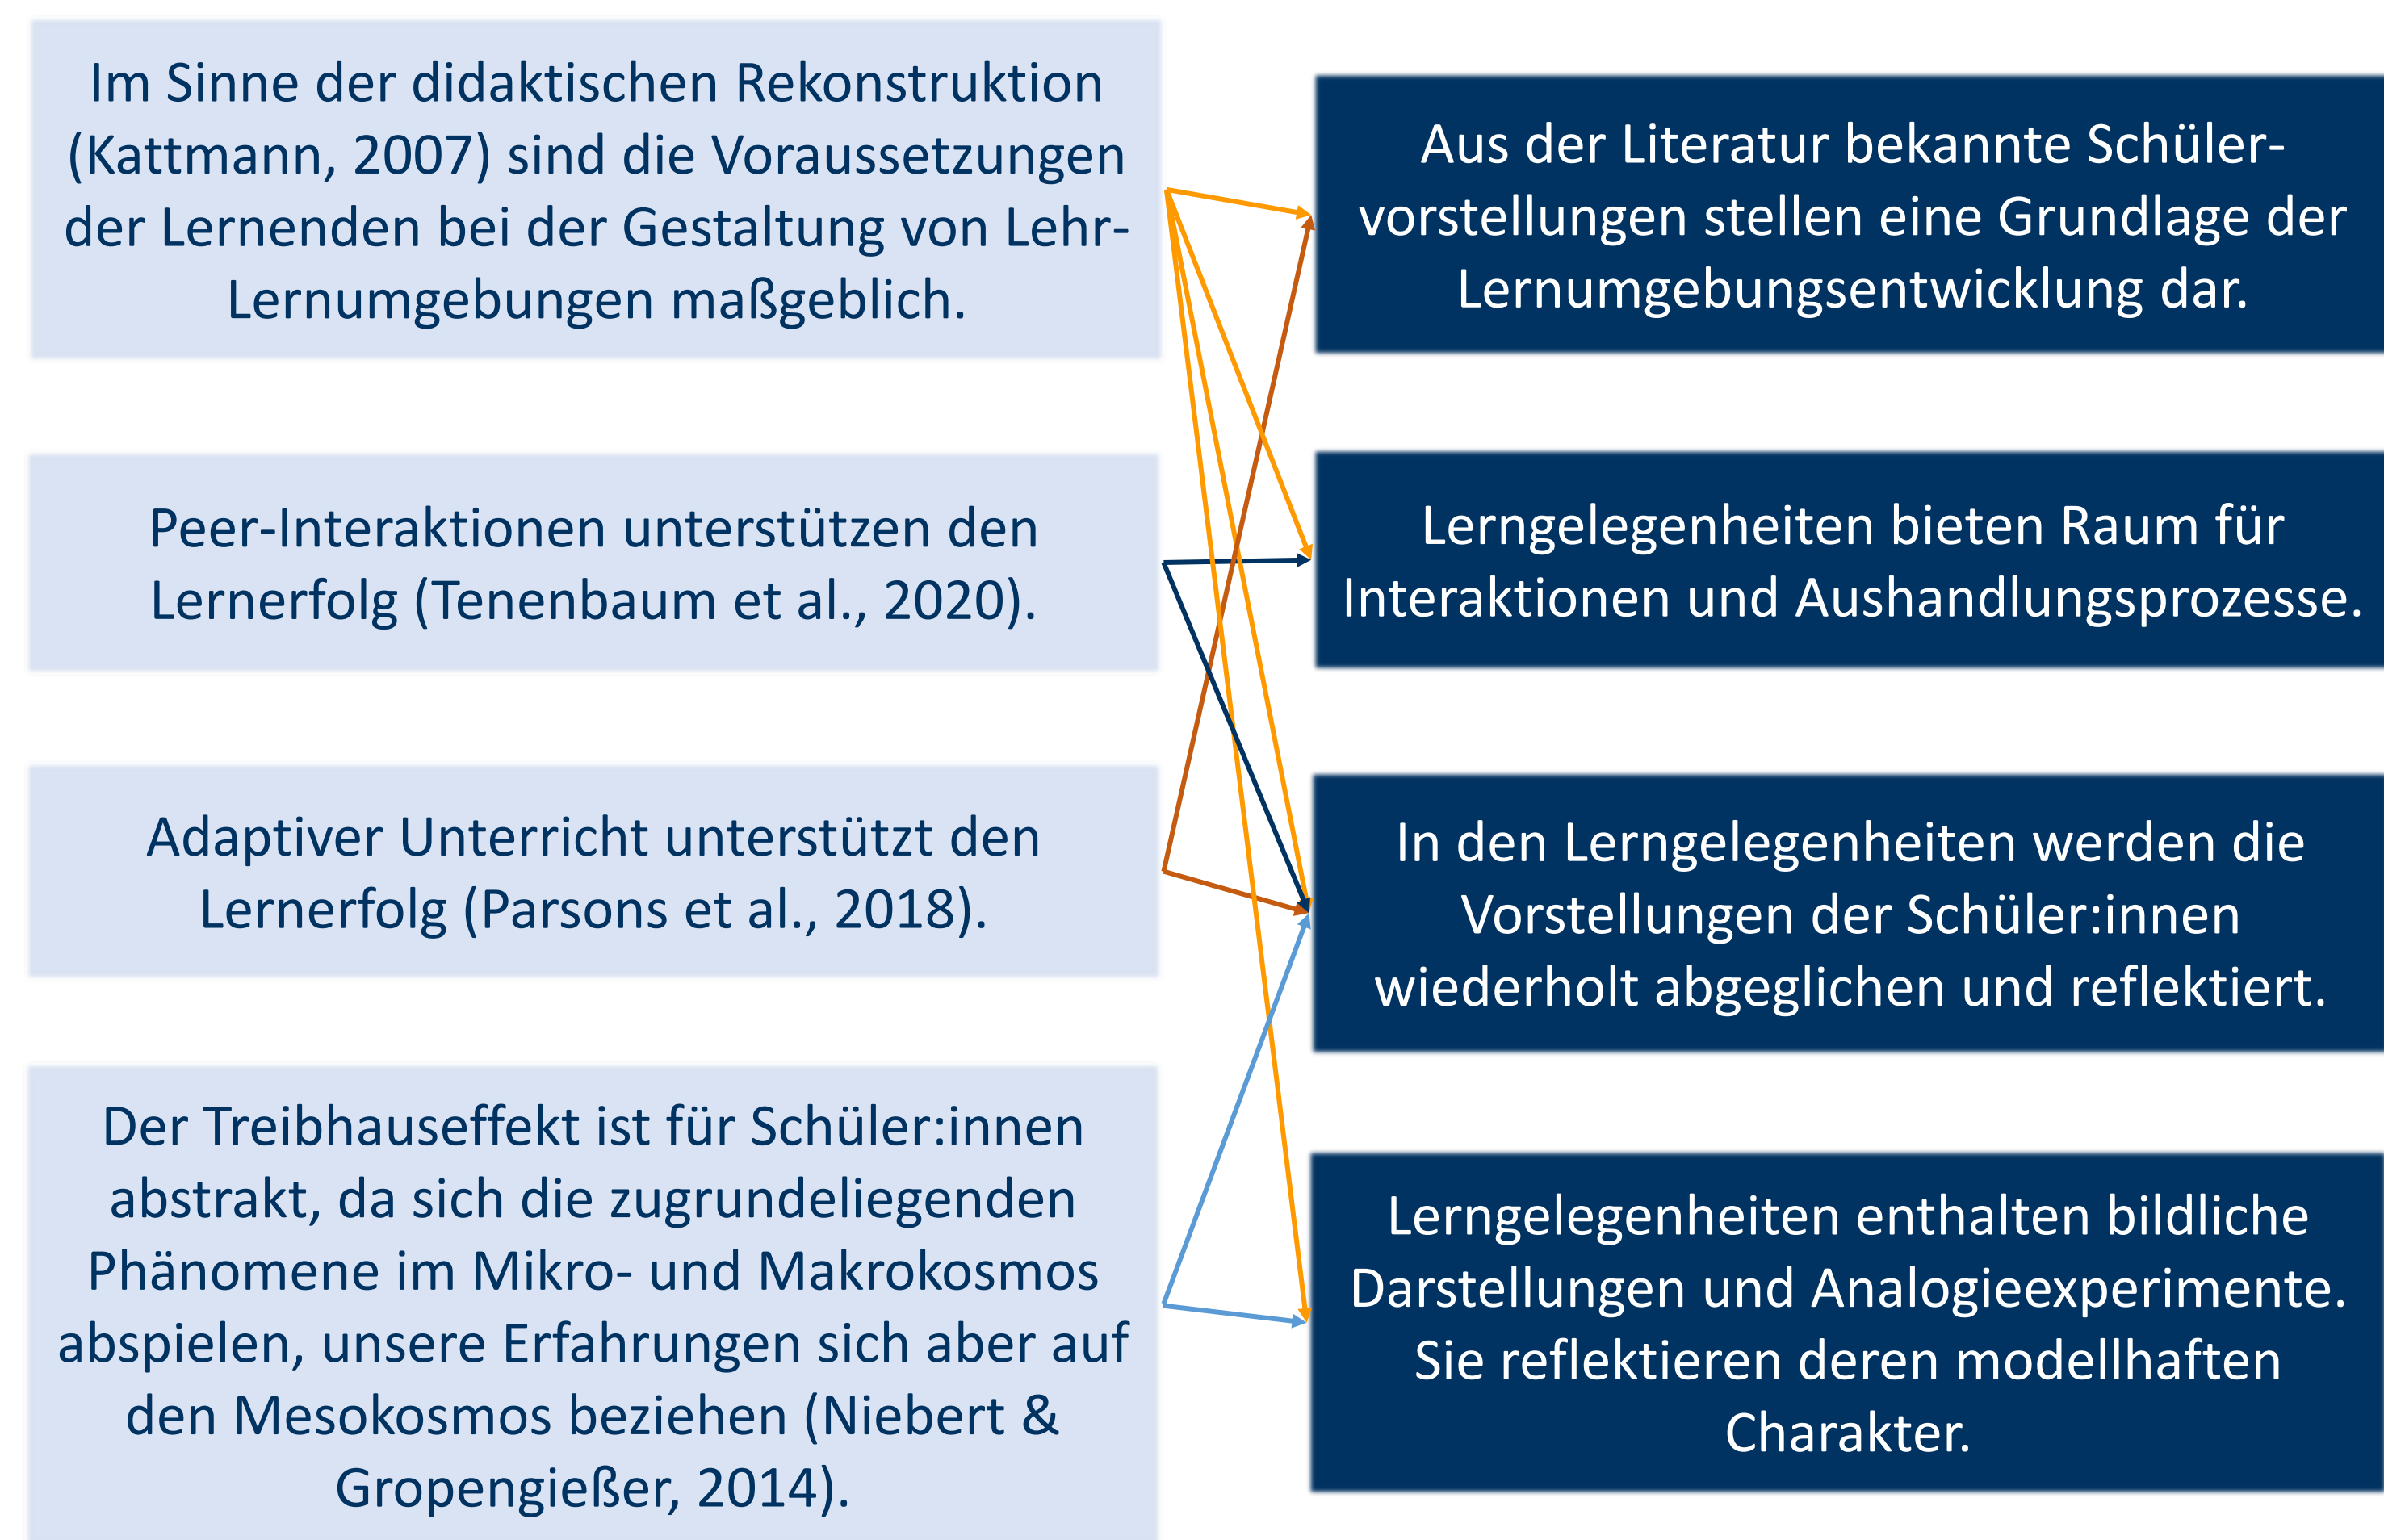 Im Sinne der didaktischen Rekonstruktion
(Kattmann, 2007) sind die Voraussetzungen
der Lernenden bei der Gestaltung von Lehr-
Lernumgebungen maßgeblich.
Peer-Interaktionen unterstützen den
Lernerfolg (Tenenbaum et al., 2020).
Adaptiver Unterricht unterstützt den
Lernerfolg (Parsons et al., 2018).
Der Treibhauseffekt ist für Schüler:innen
abstrakt, da sich die zugrundeliegenden
Phänomene im Mikro- und Makrokosmos
abspielen, unsere Erfahrungen sich aber auf
den Mesokosmos beziehen (Niebert &
Gropengießer, 2014).
Aus der Literatur bekannte Schüler-
vorstellungen stellen eine Grundlage der
Lernumgebungsentwicklung dar.
Lerngelegenheiten bieten Raum für
Interaktionen und Aushandlungsprozesse.
In den Lerngelegenheiten werden die
Vorstellungen der Schüler:innen
wiederholt abgeglichen und reflektiert.
Lerngelegenheiten enthalten bildliche
Darstellungen und Analogieexperimente.
Sie reflektieren deren modellhaften
Charakter.